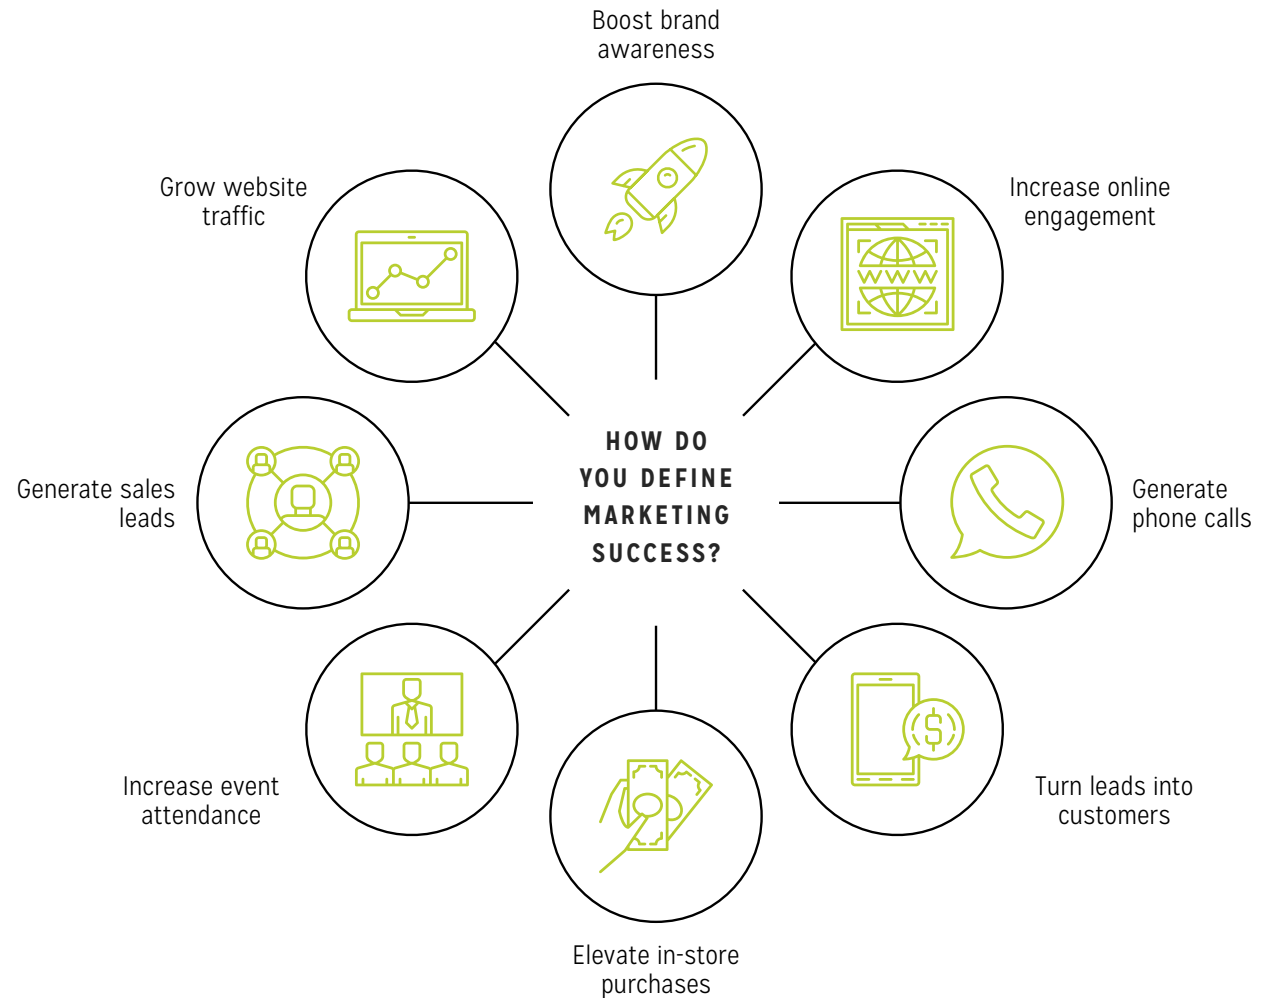 Boost brand
awareness
Increase online
engagement
Generate
phone calls
Turn leads into
customers
Elevate in-store
purchases
Increase event
attendance
Generate sales
leads
Grow website
traffic
HOW DO
YOU DEFINE
MARKETING
SUCCESS?
WWW
$